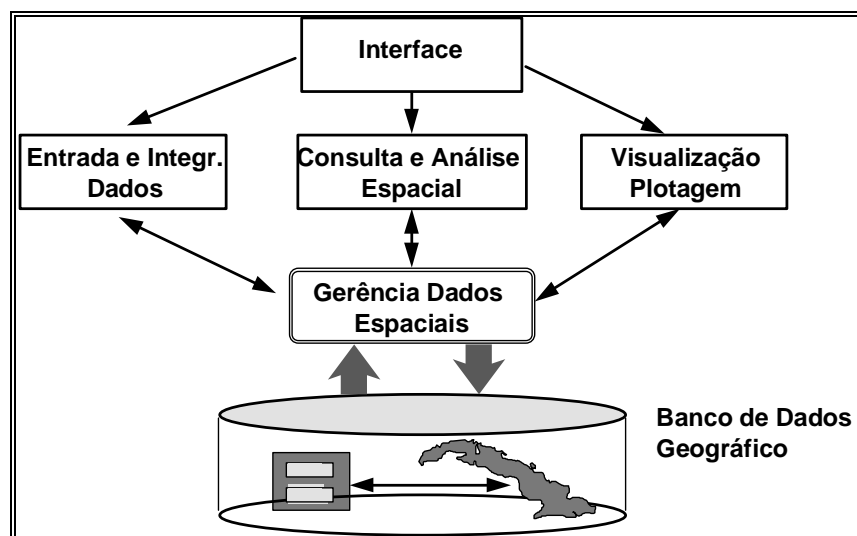 Interface
Entrada e Integr.
Dados
Consulta e Análise
Espacial
Visualização
Plotagem
Gerência Dados
Espaciais
Banco de Dados
Geográfico